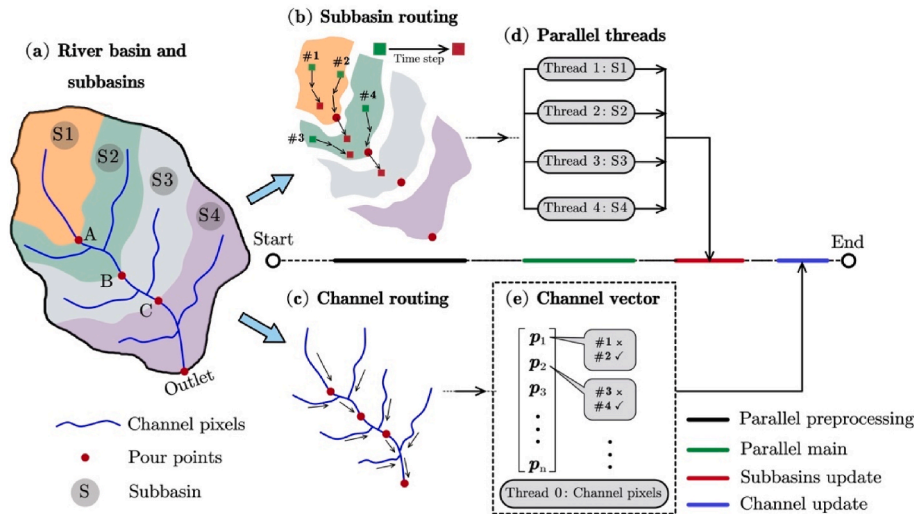 (a) River basin and
subbasins
S1
S2
S3
S4
A
B
C
Outlet
Channel pixels
Pour points
S Subbasin
(b) Subbasin routing
#1
#2
#4
#3
Time step
(d) Parallel threads
Thread 1 : S1
Thread 2 : S2
Thread 3 : S3
Thread 4 : S4
Start
End
(c) Channel routing
(e) Channel vector
p1
p2
p3
pn
#1 ×
#2 ✓
#3 ×
#4 ✓
Thread 0 : Channel pixels
Parallel preprocessing
Parallel main
Subbasins update
Channel update